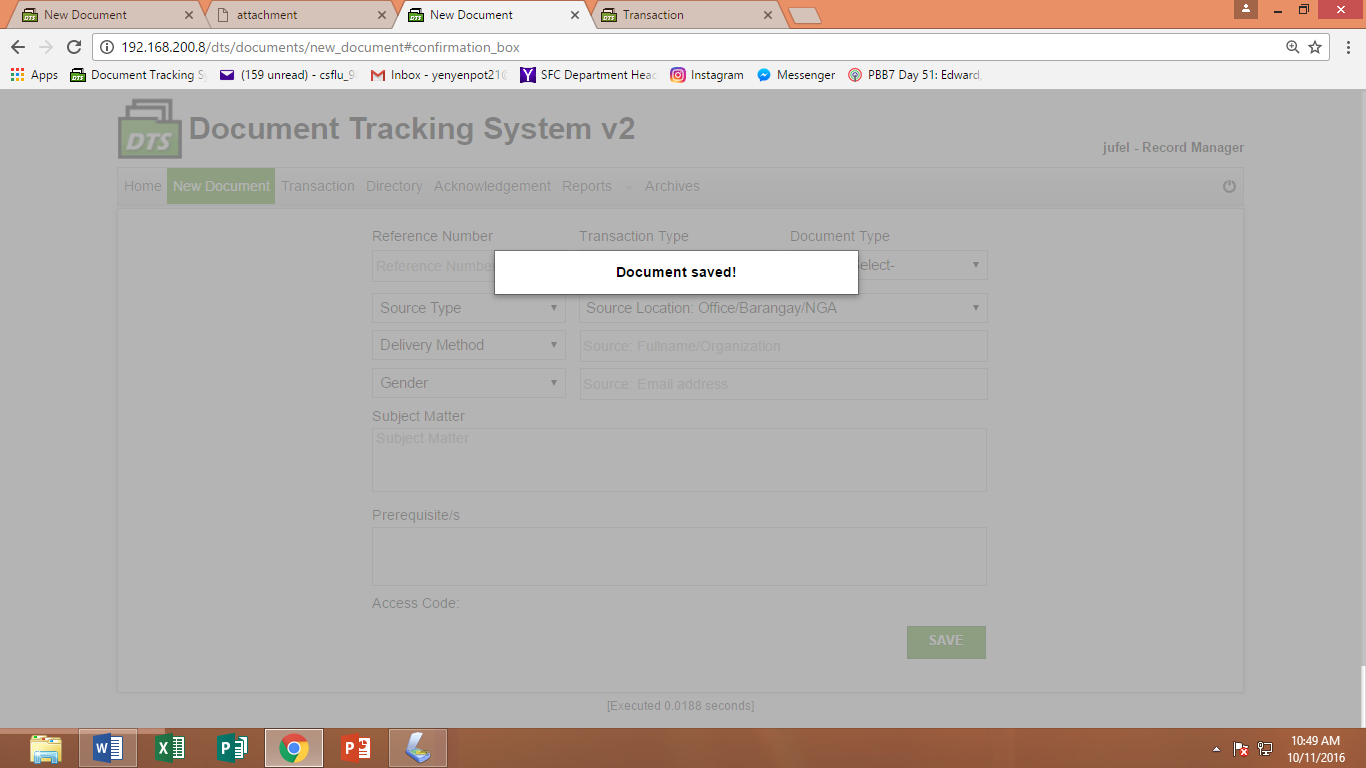 New Document
attachment
New Document
Transaction
192.168.200.8/dts/documents/new_document#confirmation_box
Apps
Document Tracking S
(159 unread) - csflu_9
Inbox - yenyenpot21@
SFC Department Head
Instagram
Messenger
PBB7 Day 51: Edward,
DTS
Document Tracking System v2
jufel - Record Manager
Home New Document Transaction Directory Acknowledgement Reports Archives
Reference Number Transaction Type Document Type
Reference Number
Document saved!
elect-
Source Type Source Location: Office/Barangay/NGA
Delivery Method Source: Fullname/Organization
Gender Source: Email address
Subject Matter
Subject Matter
Prerequisite/s
Access Code:
SAVE
[Executed 0.0188 seconds]
10:49 AM
10/11/2016